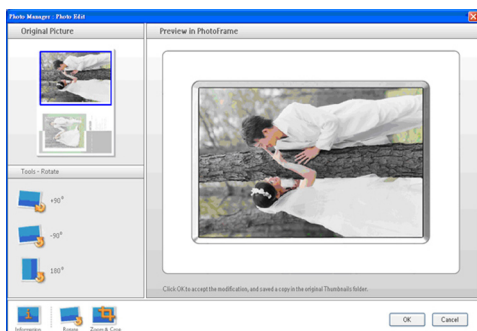 Photo Manager : Photo Edit
Original Picture
Preview in PhotoFrame
Tools - Rotate
+90°
-90°
180°
Click OK to accept the modification, and saved a copy in the original Thumbnails folder.
Information
Rotate
Zoom & Crop
OK
Cancel